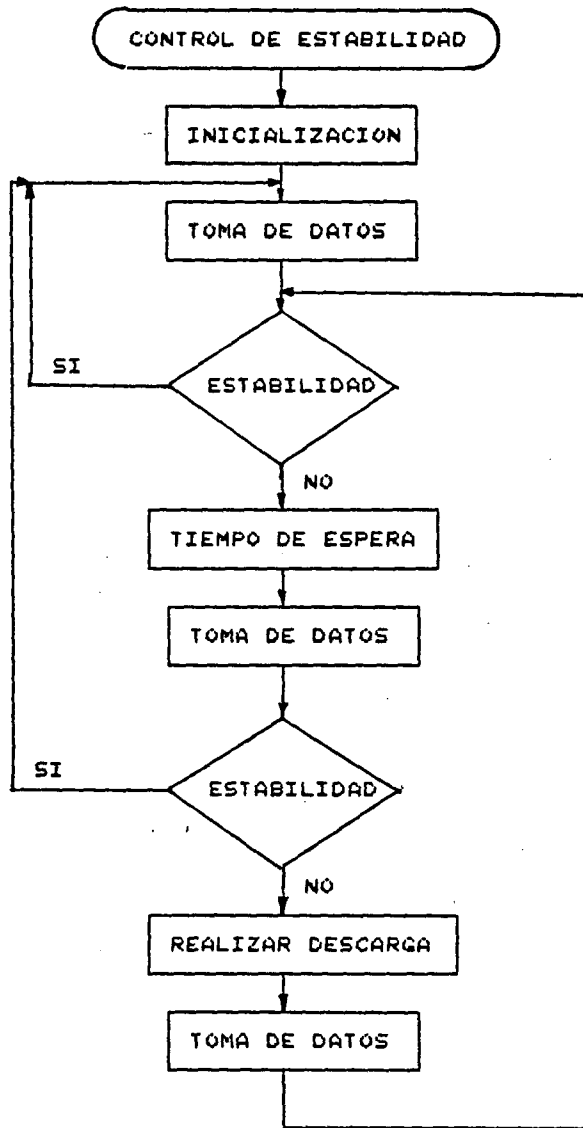 CONTROL DE ESTABILIDAD
INICIALIZACION
TOMA DE DATOS
SI
ESTABILIDAD
NO
TIEMPO DE ESPERA
TOMA DE DATOS
SI
ESTABILIDAD
NO
REALIZAR DESCARGA
TOMA DE DATOS